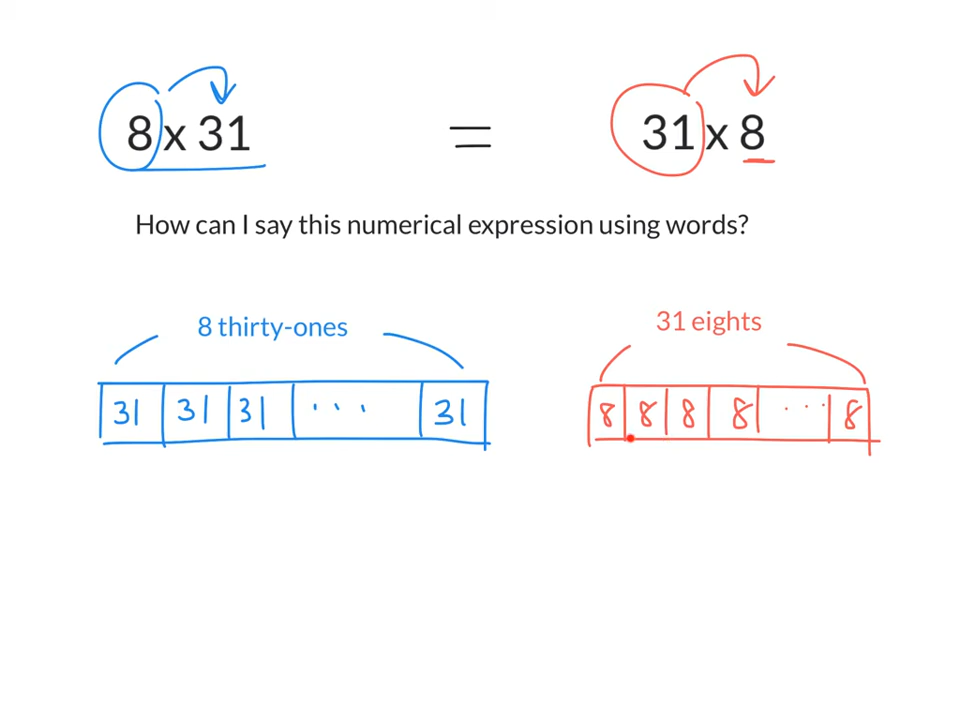 8 x 31 = 31 x 8
How can I say this numerical expression using words?
8 thirty-ones
31 eights
31 31 31 ... 31
8 8 8 8 ... 8